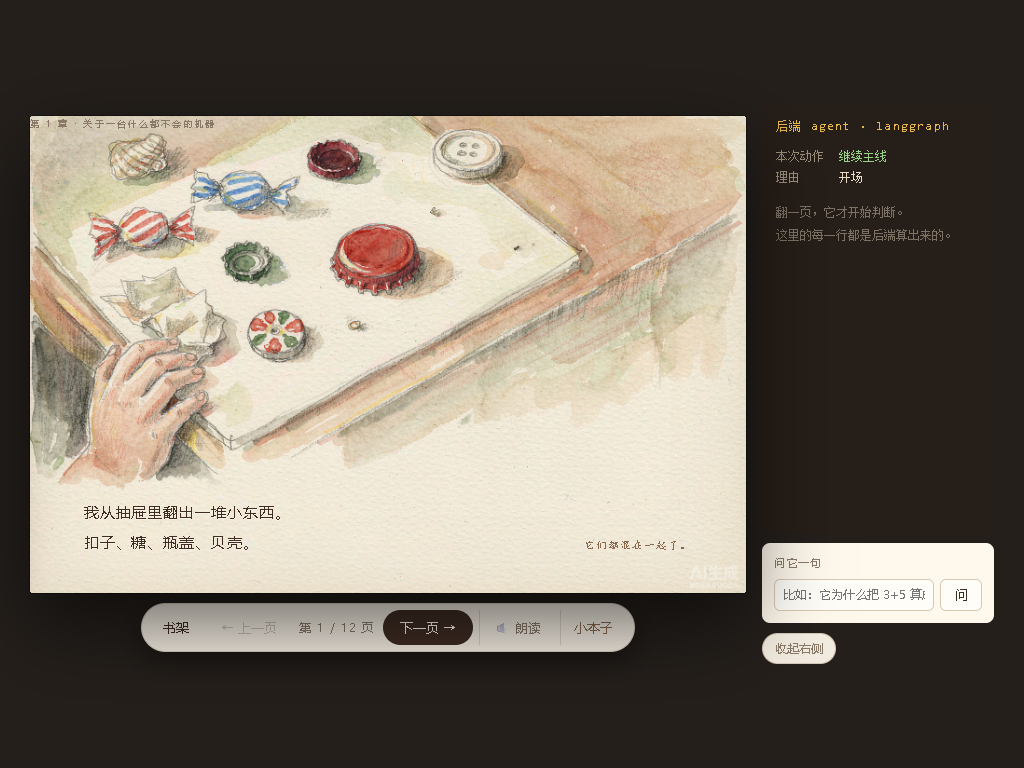 第 1 章 · 关于一台什么都不会的机器
我从抽屉里翻出一堆小东西。
扣子、糖、瓶盖、贝壳。
它们都混在一起了。
AI生成
书架
← 上一页
第 1 / 12 页
下一页 →
朗读
小本子
后端 agent · langgraph
本次动作 继续主线
理由 开场
翻一页，它才开始判断。
这里的每一行都是后端算出来的。
问它一句
比如：它为什么把 3+5 算
问
收起右侧